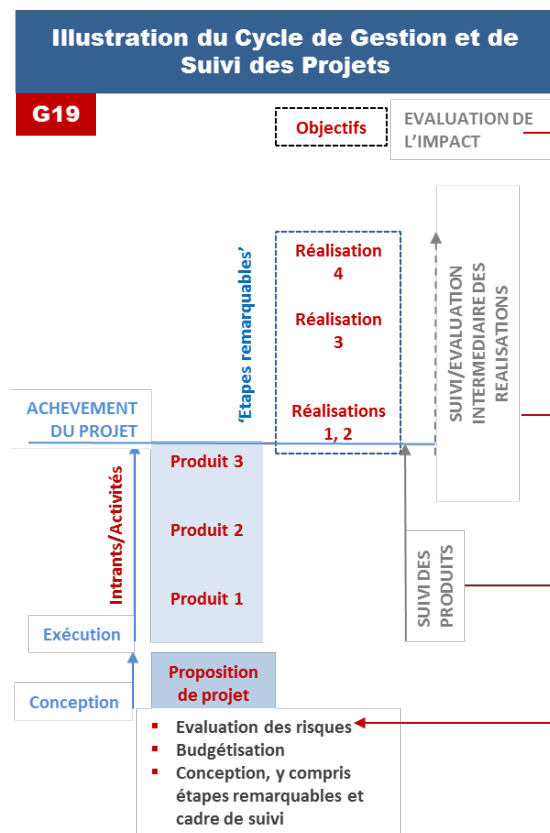 Illustration du Cycle de Gestion et de
Suivi des Projets
G19
Objectifs
EVALUATION DE
L'IMPACT
'Etapes remarquables'
Réalisation
4
Réalisation
3
Réalisations
1, 2
SUIVI/EVALUATION
INTERMEDIAIRE DES
REALISATIONS
ACHEVEMENT
DU PROJET
Intrants/Activités
Produit 3
Produit 2
Produit 1
SUIVI DES
PRODUITS
Exécution
Conception
Proposition
de projet
▪ Evaluation des risques
▪ Budgétisation
▪ Conception, y compris
étapes remarquables et
cadre de suivi